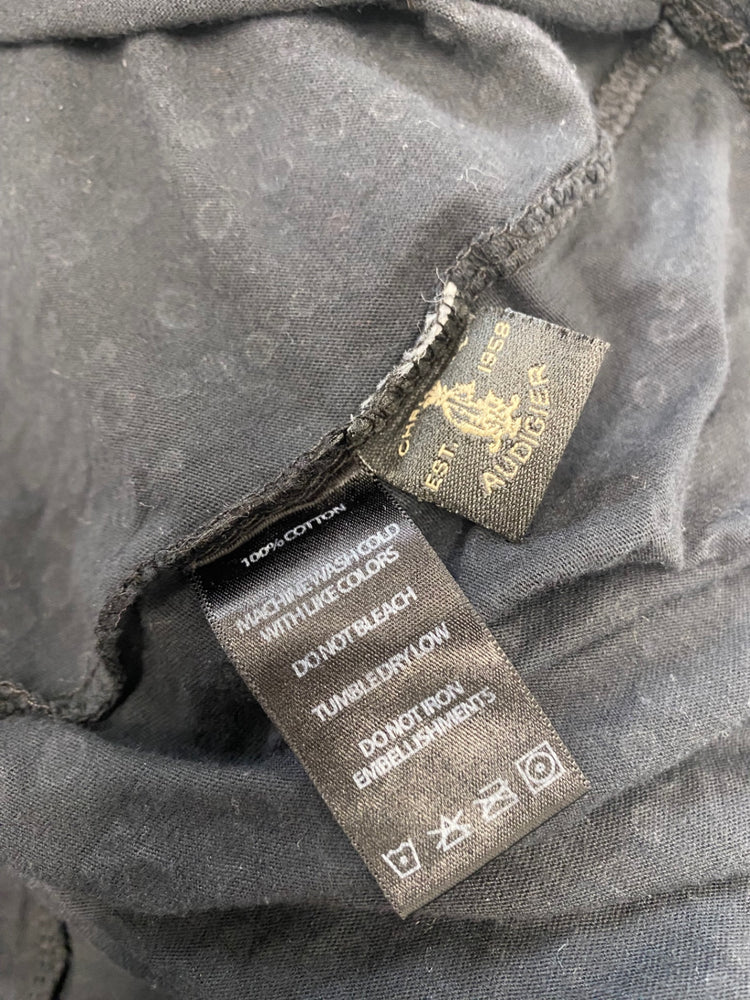 EST. 1958
AUDIGIER
100% COTTON
MACHINE WASH COLD
WITH LIKE COLORS
DO NOT BLEACH
TUMBLE DRY LOW
DO NOT IRON
EMBELLISHMENTS